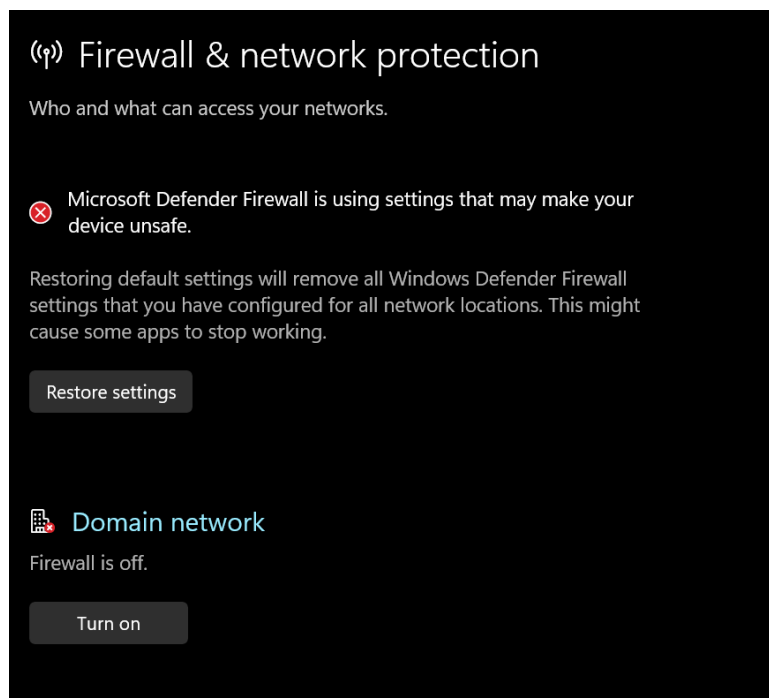 Firewall & network protection
Who and what can access your networks.
Microsoft Defender Firewall is using settings that may make your
device unsafe.
Restoring default settings will remove all Windows Defender Firewall
settings that you have configured for all network locations. This might
cause some apps to stop working.
Restore settings
Domain network
Firewall is off.
Turn on